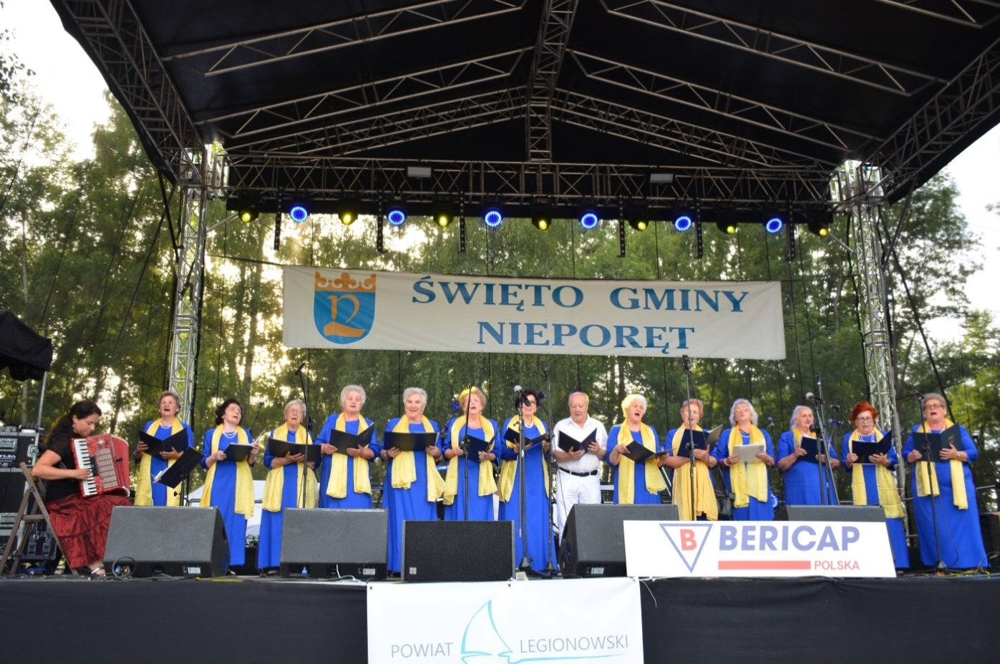 ŚWIĘTO GMINY
NIEPORĘT
B BERICAP
POLSKA
POWIAT LEGIONOWSKI